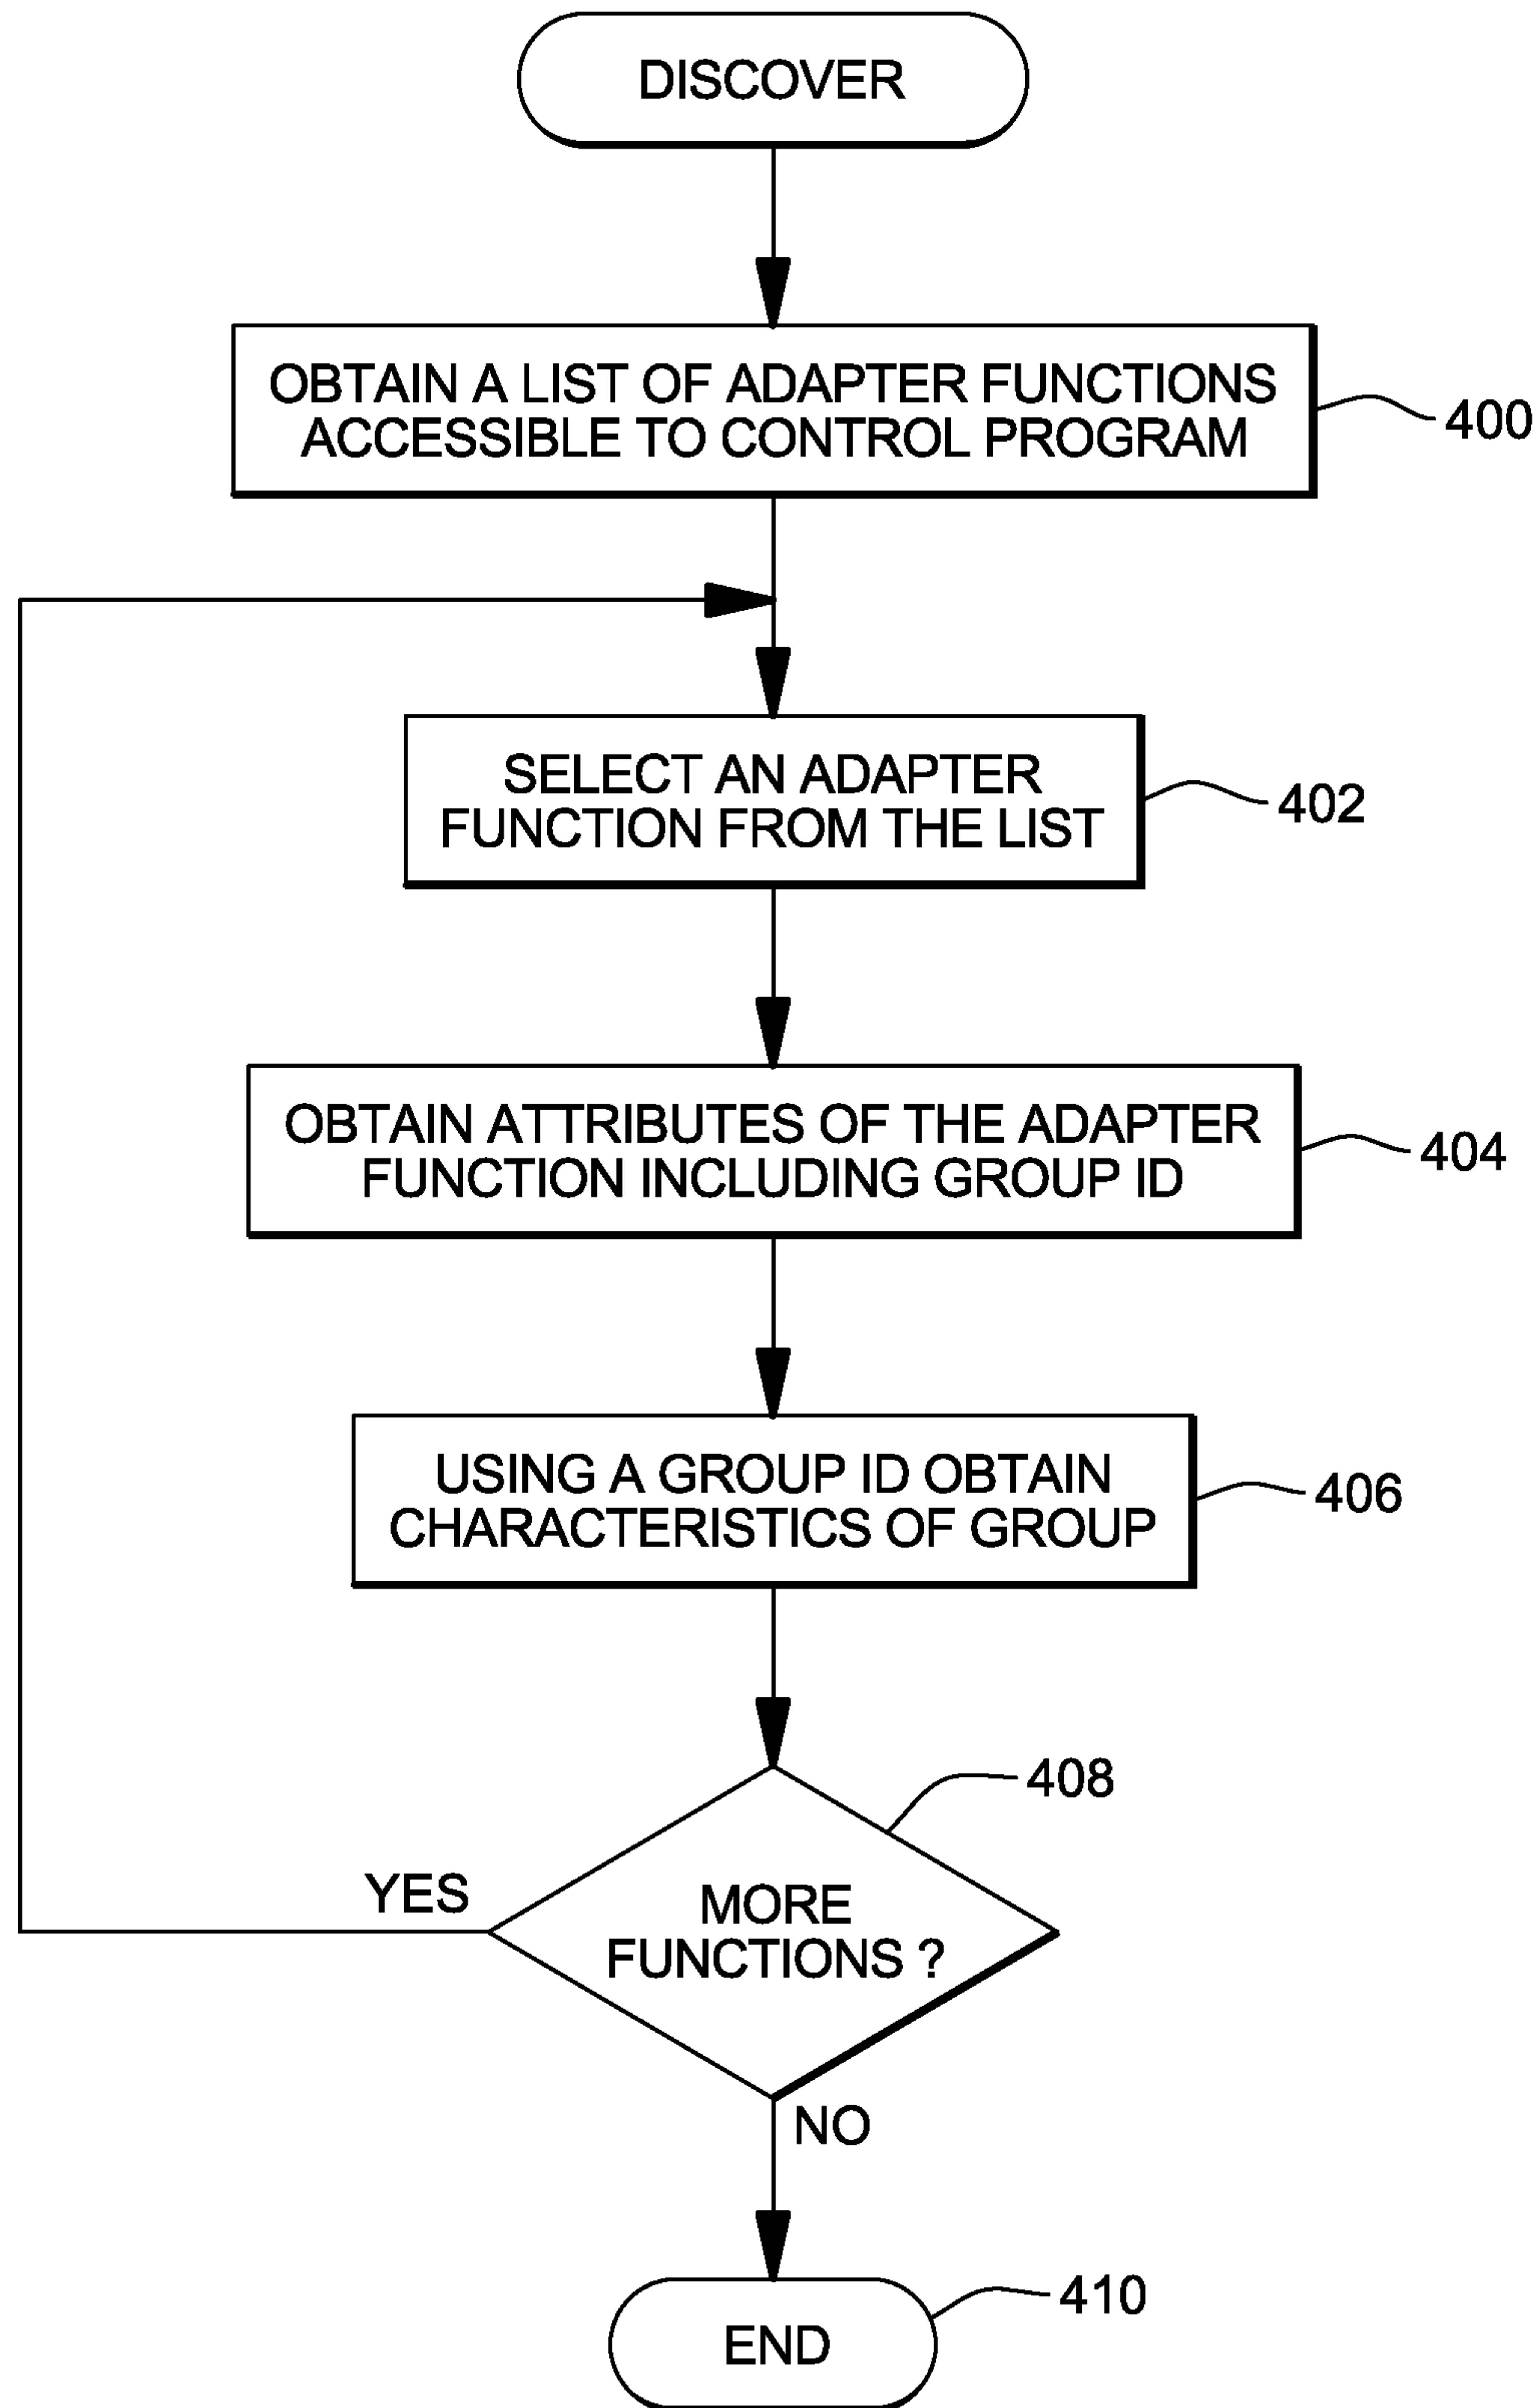 DISCOVER
OBTAIN A LIST OF ADAPTER FUNCTIONS
ACCESSIBLE TO CONTROL PROGRAM
400
SELECT AN ADAPTER
FUNCTION FROM THE LIST
402
OBTAIN ATTRIBUTES OF THE ADAPTER
FUNCTION INCLUDING GROUP ID
404
USING A GROUP ID OBTAIN
CHARACTERISTICS OF GROUP
406
408
YES
MORE
FUNCTIONS ?
NO
410
END